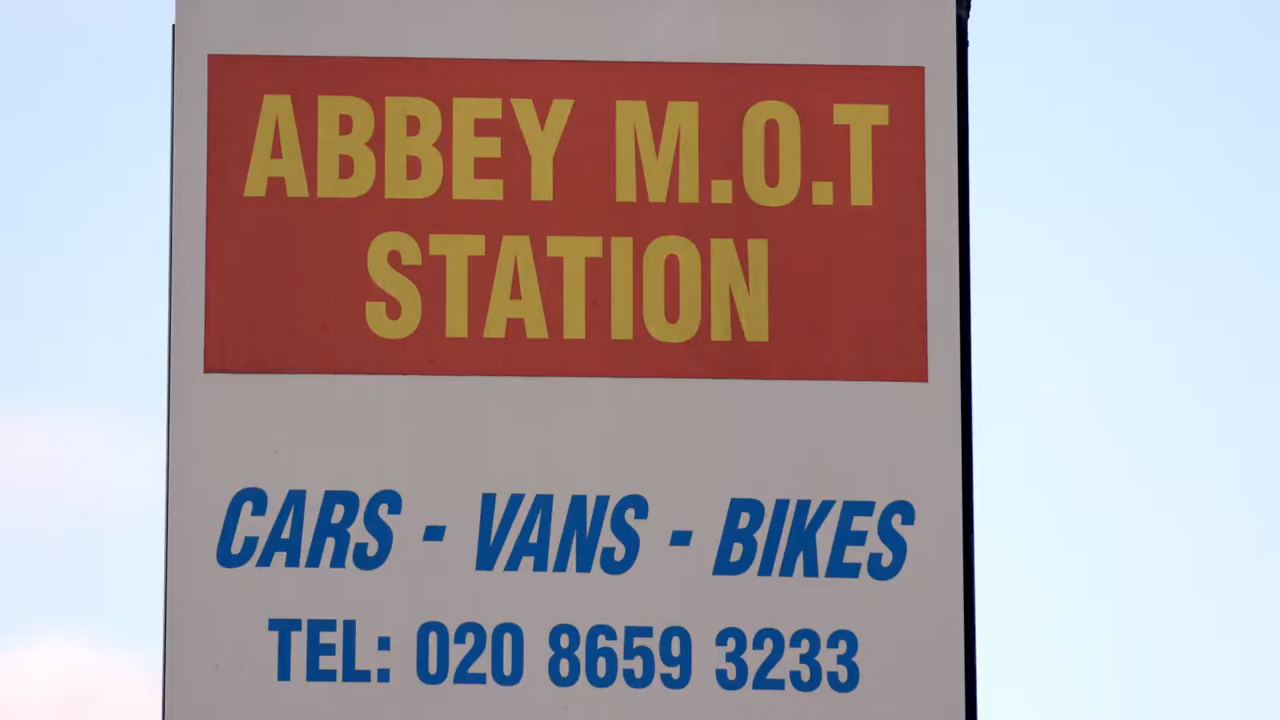 ABBEY M.O.T
STATION
CARS - VANS - BIKES
TEL: 020 8659 3233